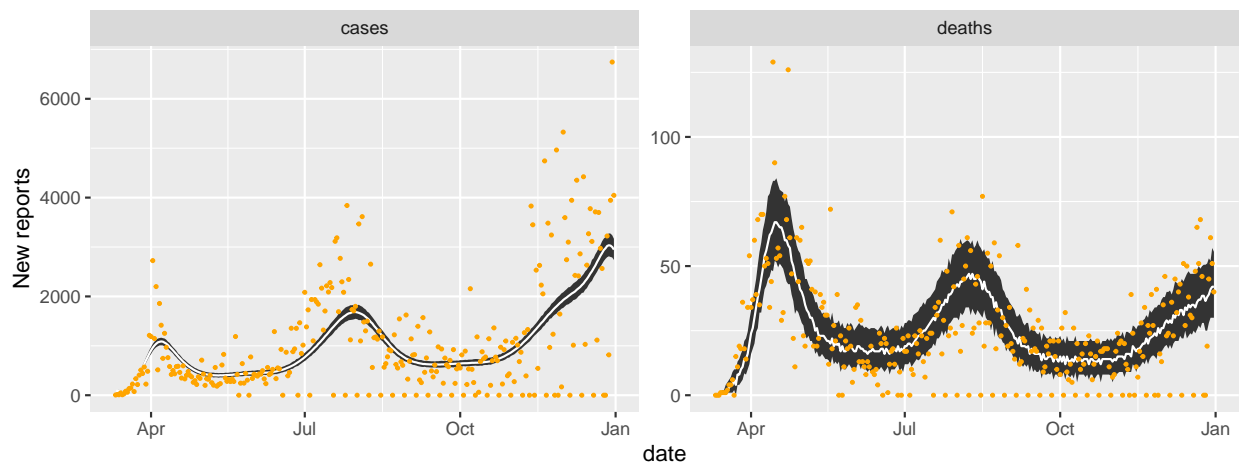 cases
deaths
New reports
6000
4000
2000
0
100
50
0
Apr
Jul
Oct
Jan
Apr
Jul
Oct
Jan
date